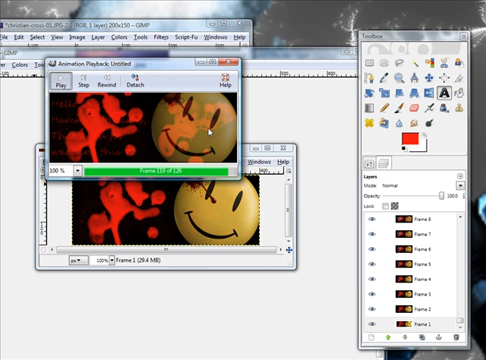 *christian-cross-01.JPG-2.0 (RGB, 1 layer) 200x150 – GIMP
File Edit Select View Image Layer Colors Tools Filters Script-Fu Windows Help
Animation Playback: Untitled
Play Step Rewind Detach Help
100 % Frame 119 of 126
Windows Help
px 100% Frame 1 (29.4 MB)
Toolbox
Layers
Mode: Normal
Opacity: 100.0
Lock:
Frame 8
Frame 7
Frame 6
Frame 5
Frame 4
Frame 3
Frame 2
Frame 1